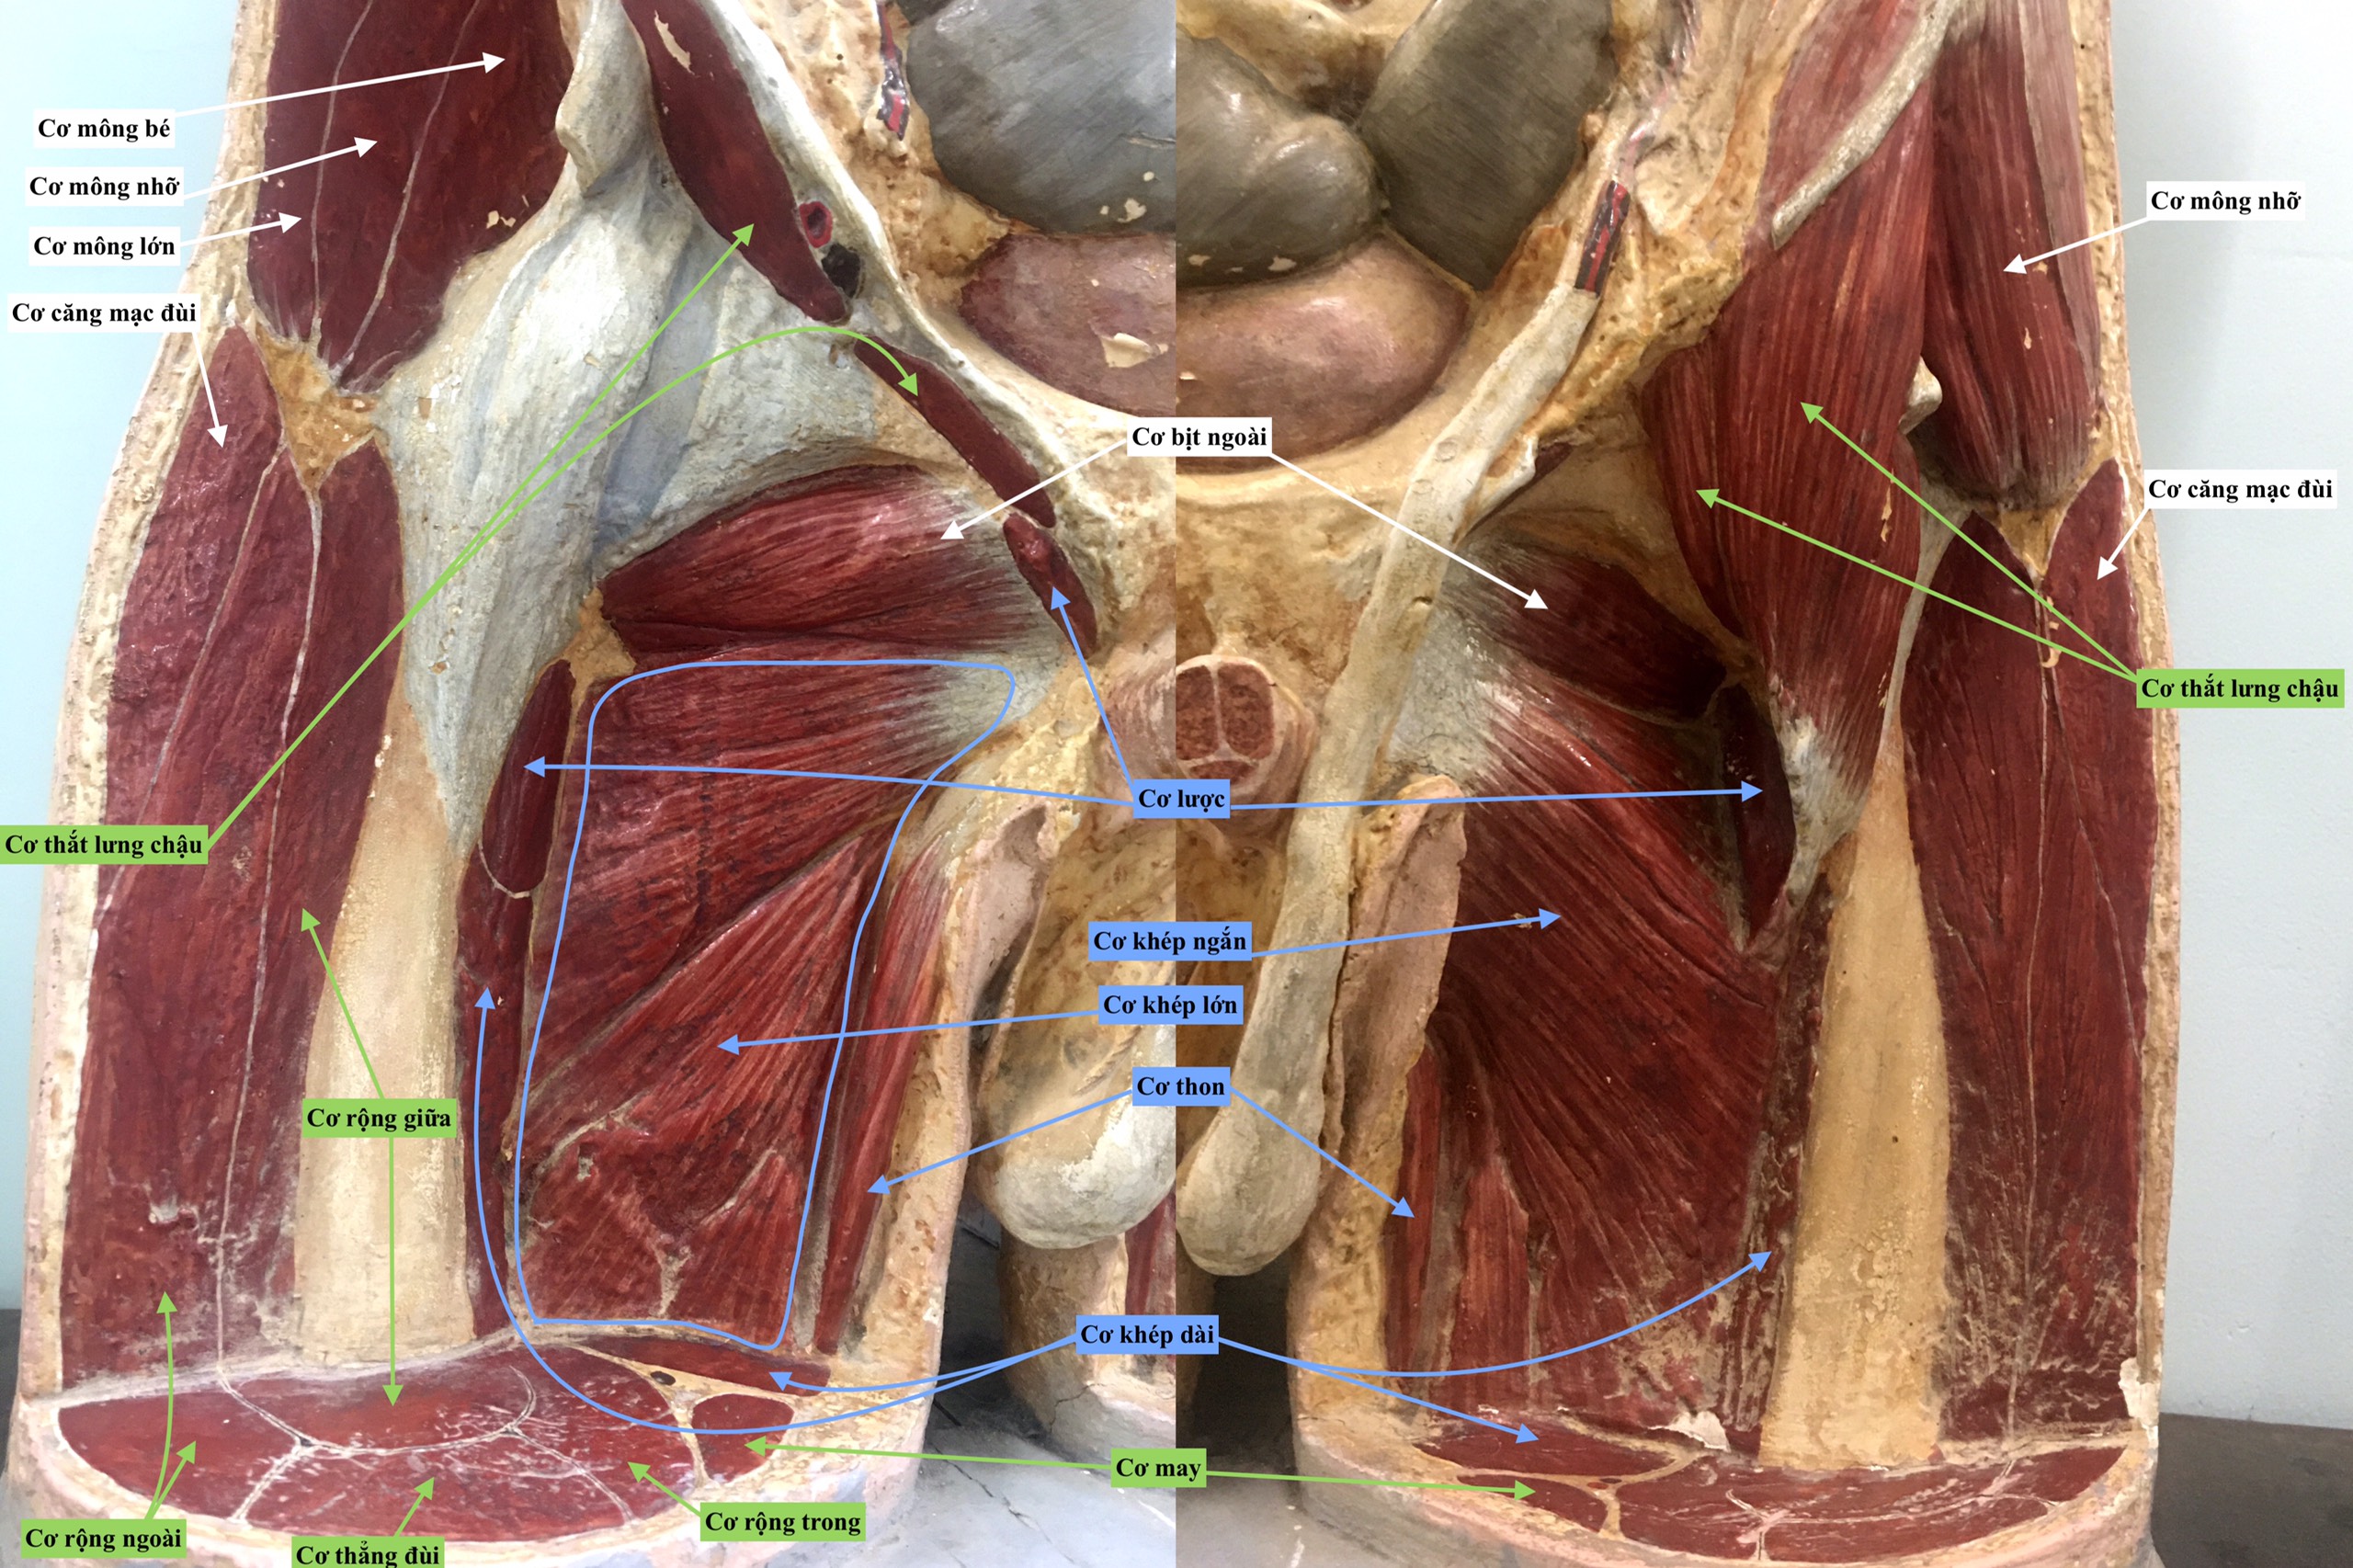 Cơ mông bé
Cơ mông nhỡ
Cơ mông lớn
Cơ căng mạc đùi
Cơ mông nhỡ
Cơ bịt ngoài
Cơ căng mạc đùi
Cơ thắt lưng chậu
Cơ lược
Cơ thắt lưng chậu
Cơ khép ngắn
Cơ khép lớn
Cơ thon
Cơ rộng giữa
Cơ khép dài
Cơ may
Cơ rộng trong
Cơ rộng ngoài
Cơ thẳng đùi